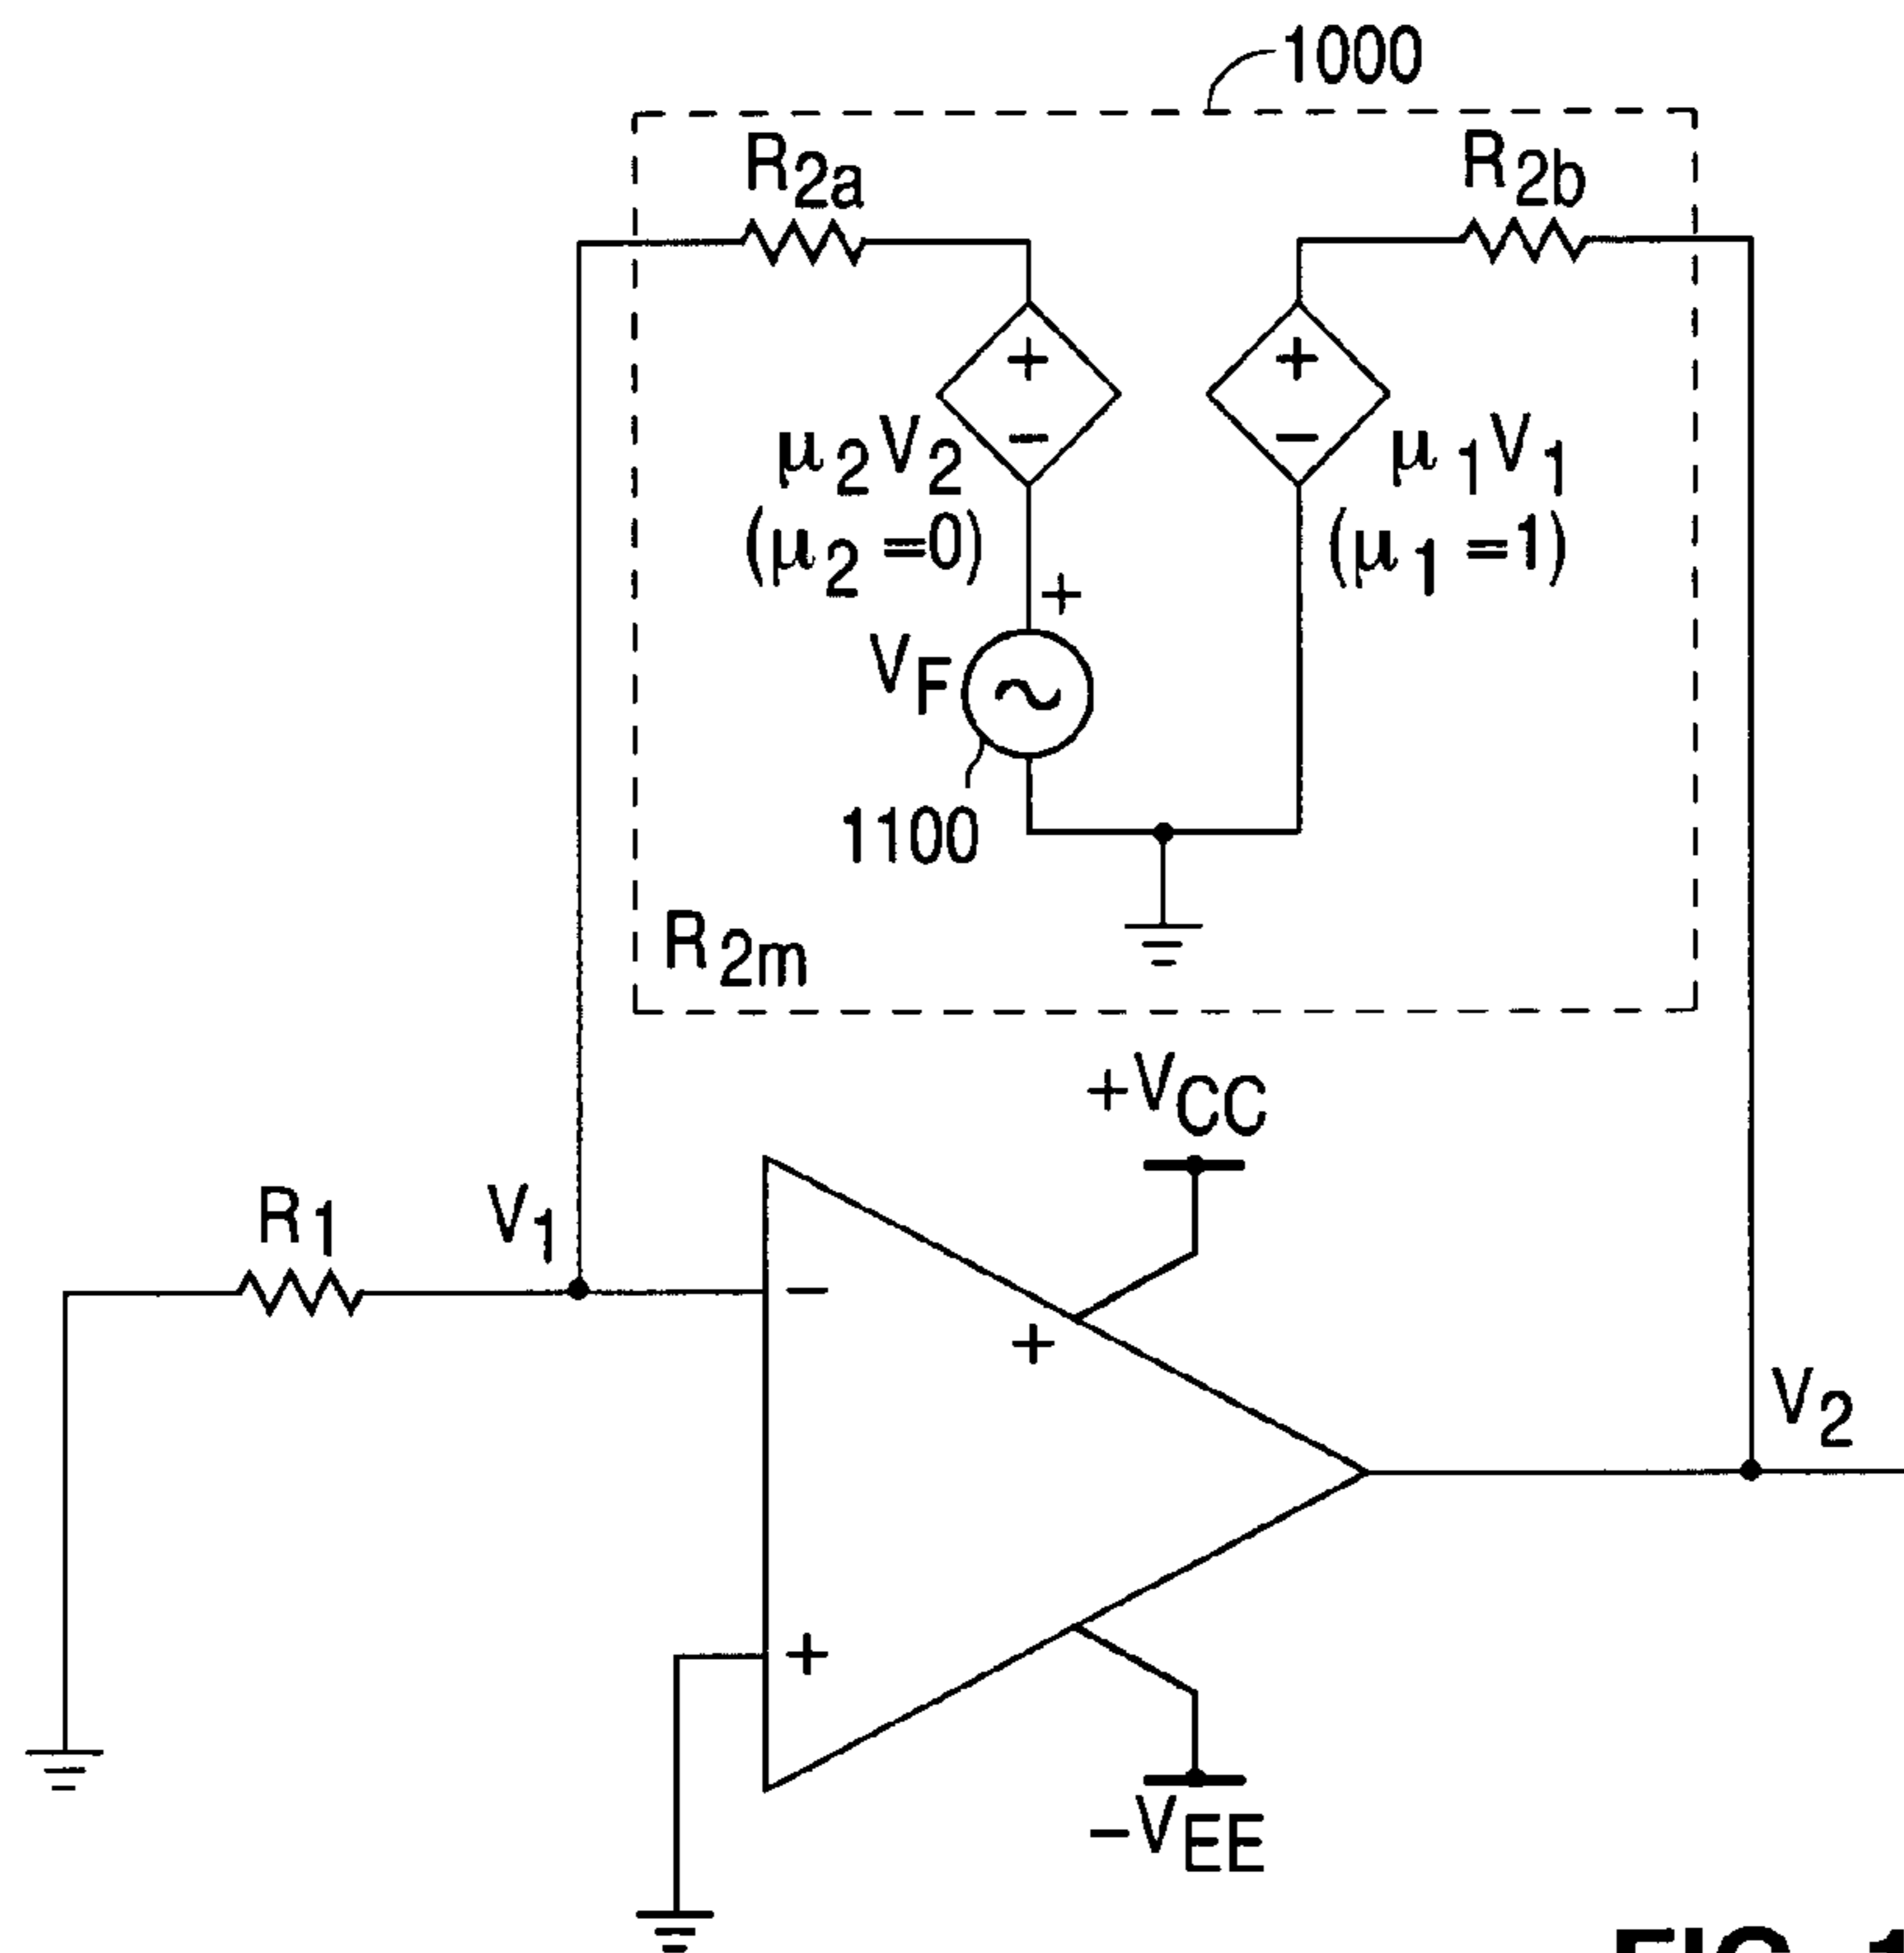 1000
R2a
R2b
+
−
+
−
μ2V2
(μ2=0)
μ1V1
(μ1=1)
+
VF
1100
R2m
+VCC
R1
V1
−
+
V2
+
−VEE